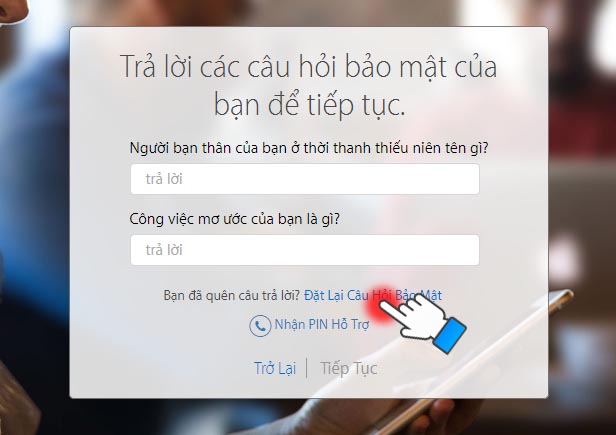 Trả lời các câu hỏi bảo mật của
bạn để tiếp tục.
Người bạn thân của bạn ở thời thanh thiếu niên tên gì?
trả lời
Công việc mơ ước của bạn là gì?
trả lời
Bạn đã quên câu trả lời? Đặt Lại Câu Hỏi Bảo Mật
Nhận PIN Hỗ Trợ
Trở Lại
Tiếp Tục